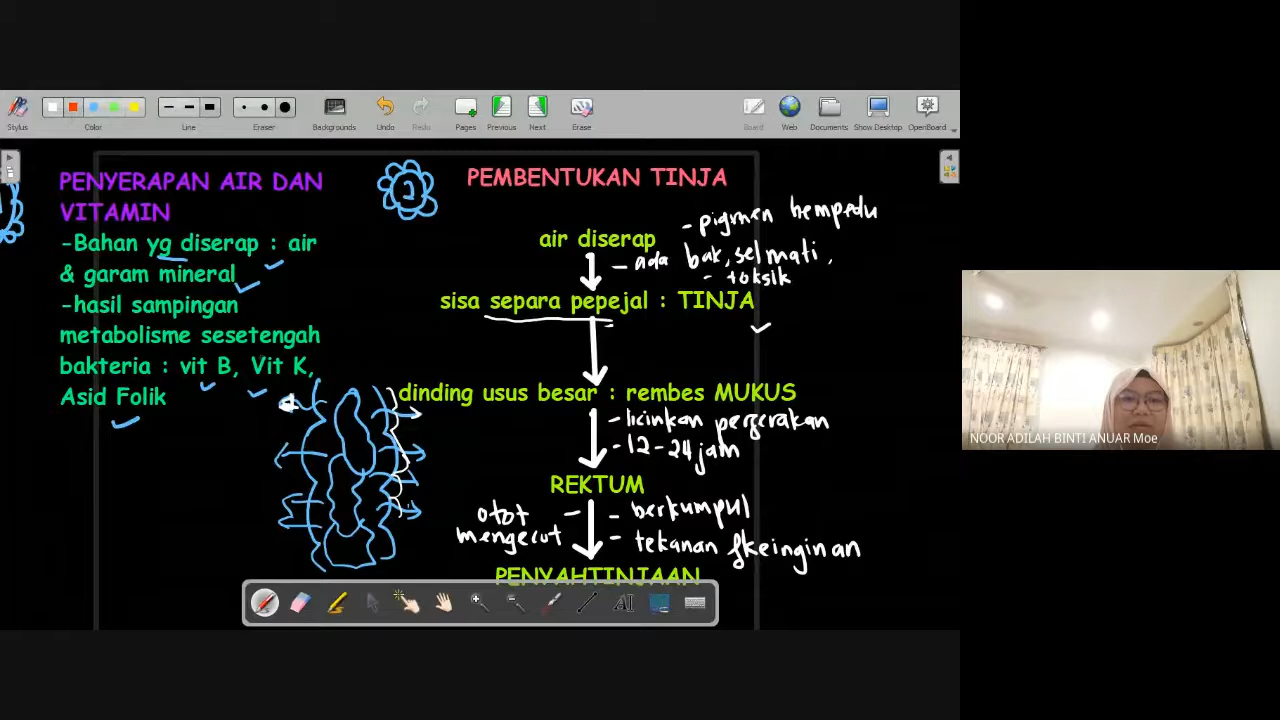 Stylus
Color
Line
Eraser
Backgrounds
Undo
Redo
Pages
Previous
Next
Erase
Board
Web
Documents
Show Desktop
OpenBoard
PENYERAPAN AIR DAN
VITAMIN
-Bahan yg diserap : air
& garam mineral
-hasil sampingan
metabolisme sesetengah
bakteria : vit B, Vit K,
Asid Folik
2
PEMBENTUKAN TINJA
- pigmen hempedu
air diserap
- ada bak, sel mati,
- toksik
sisa separa pepejal : TINJA
dinding usus besar : rembes MUKUS
- licinkan pergerakan
- 12-24 jam
REKTUM
otot -
mengecut
- berkumpul
- tekanan & keinginan
PENYAHTINJAAN
AI
NOOR ADILAH BINTI ANUAR Moe